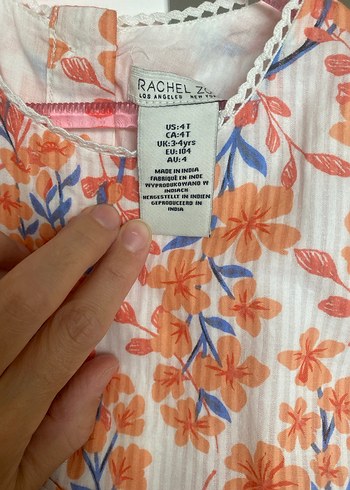 RACHEL ZO
LOS ANGELES NEW YORK
US:4T
CA:4T
UK:3-4yrs
EU:104
AU:4
MADE IN INDIA
FABRIQUÉ EN INDE
WYPRODUKOWANO W
INDIACH
HERGESTELLT IN INDIEN
GEPRODUCEERD IN
INDIA